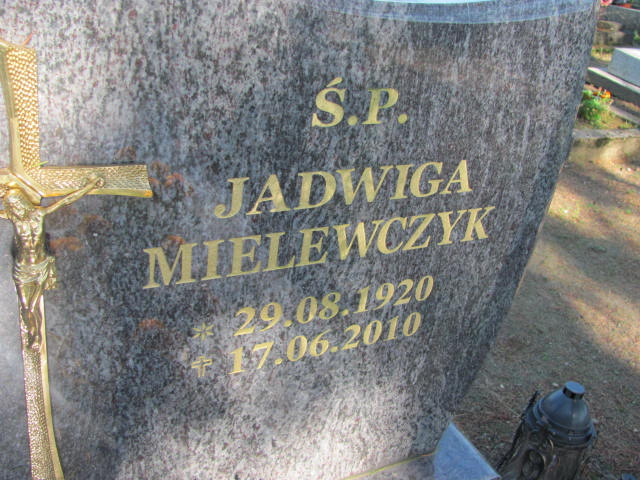 Ś.P.
JADWIGA
MIELEWCZYK
* 29.08.1920
✝ 17.06.2010